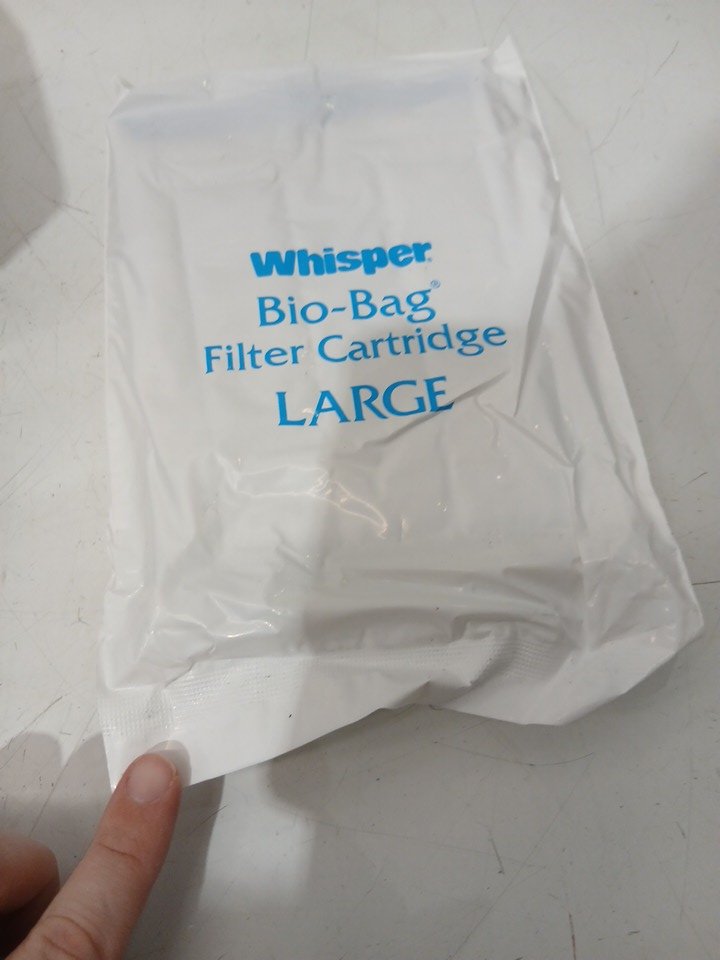 Whisper.
Bio-Bag®
Filter Cartridge
LARGE